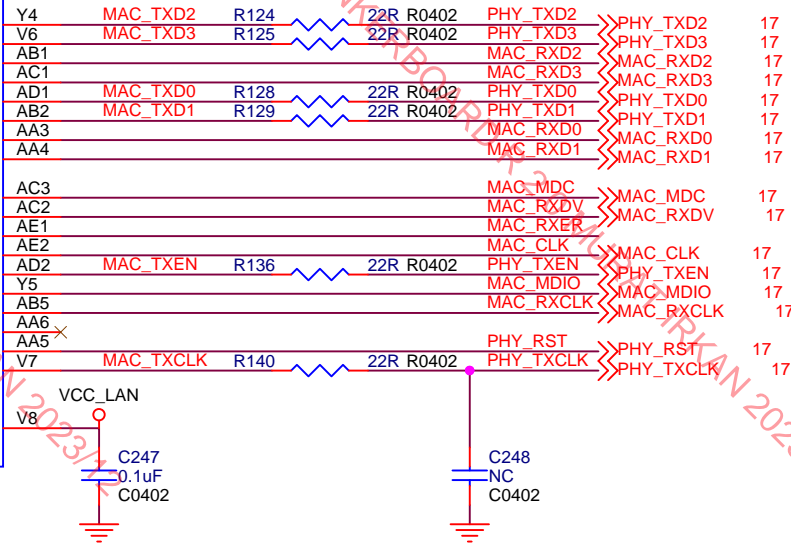 Y4 MAC_TXD2 R124 22R R0402 PHY_TXD2 PHY_TXD2 17
V6 MAC_TXD3 R125 22R R0402 PHY_TXD3 PHY_TXD3 17
AB1 MAC_RXD2 MAC_RXD2 17
AC1 MAC_RXD3 MAC_RXD3 17
AD1 MAC_TXD0 R128 22R R0402 PHY_TXD0 PHY_TXD0 17
AB2 MAC_TXD1 R129 22R R0402 PHY_TXD1 PHY_TXD1 17
AA3 MAC_RXD0 MAC_RXD0 17
AA4 MAC_RXD1 MAC_RXD1 17
AC3 MAC_MDC MAC_MDC 17
AC2 MAC_RXDV MAC_RXDV 17
AE1 MAC_RXER
AE2 MAC_CLK MAC_CLK 17
AD2 MAC_TXEN R136 22R R0402 PHY_TXEN PHY_TXEN 17
Y5 MAC_MDIO MAC_MDIO 17
AB5 MAC_RXCLK MAC_RXCLK 17
AA6
AA5 PHY_RST PHY_RST 17
V7 MAC_TXCLK R140 22R R0402 PHY_TXCLK PHY_TXCLK 17
VCC_LAN
V8
C247
0.1uF
C0402
C248
NC
C0402